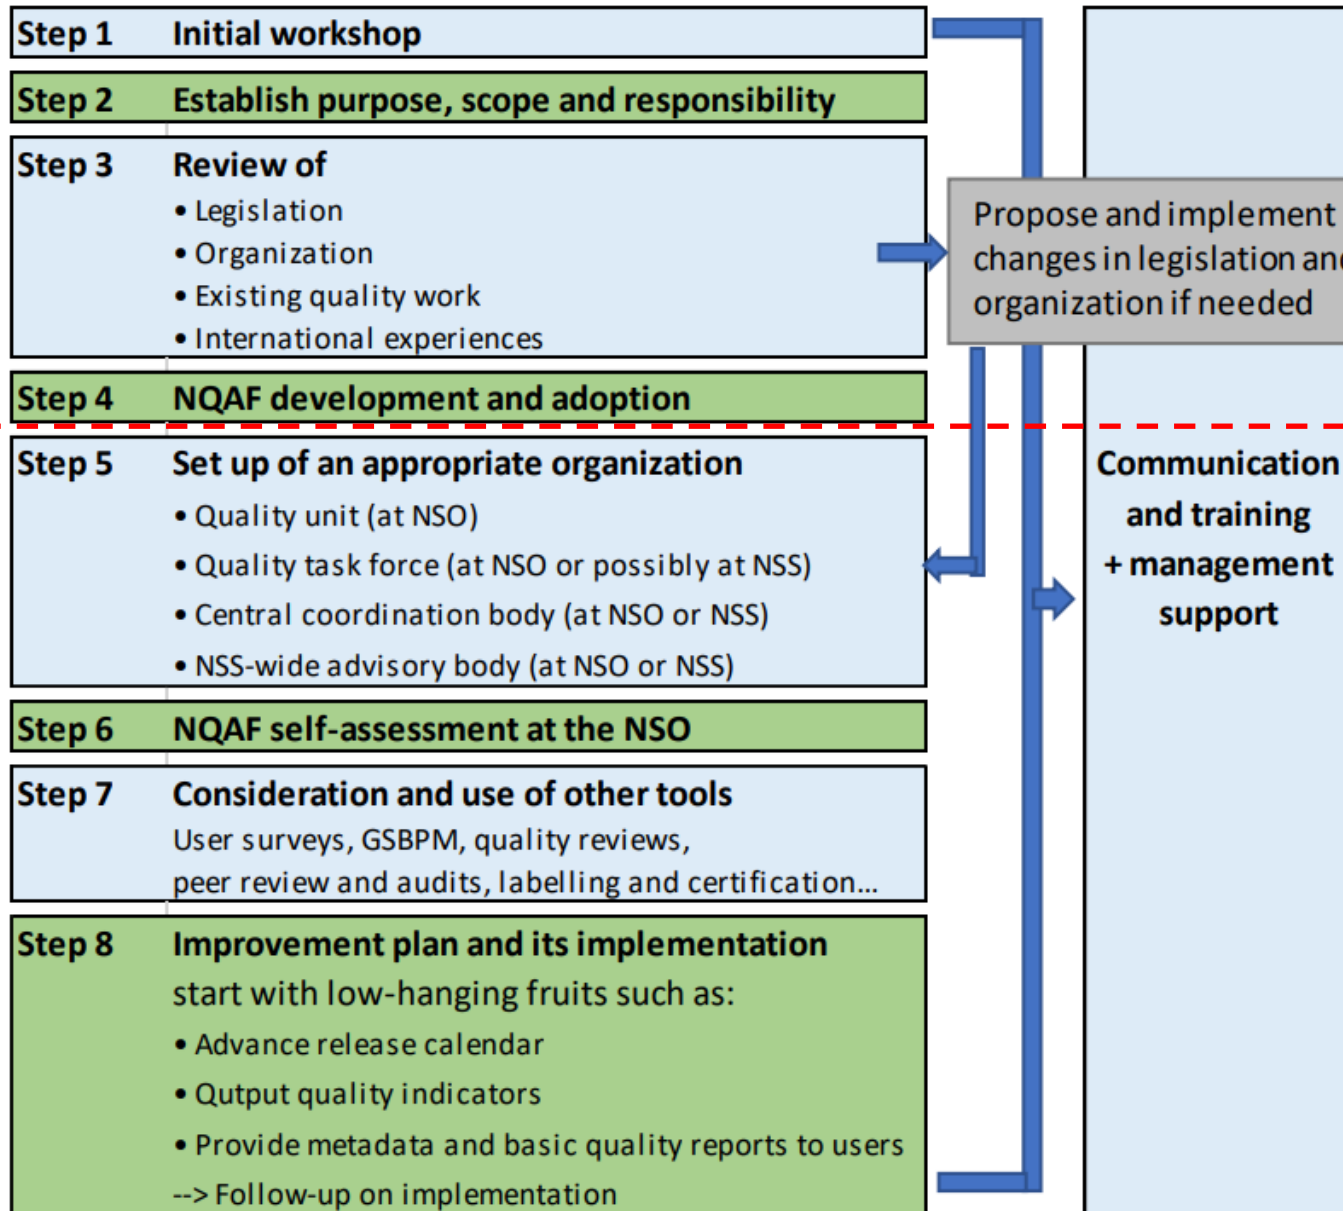 Step 1 Initial workshop
Step 2 Establish purpose, scope and responsibility
Step 3 Review of
• Legislation
• Organization
• Existing quality work
• International experiences
Propose and implement
changes in legislation and
organization if needed
Step 4 NQAF development and adoption
Step 5 Set up of an appropriate organization
• Quality unit (at NSO)
• Quality task force (at NSO or possibly at NSS)
• Central coordination body (at NSO or NSS)
• NSS-wide advisory body (at NSO or NSS)
Step 6 NQAF self-assessment at the NSO
Step 7 Consideration and use of other tools
User surveys, GSBPM, quality reviews,
peer review and audits, labelling and certification...
Step 8 Improvement plan and its implementation
start with low-hanging fruits such as:
• Advance release calendar
• Qutput quality indicators
• Provide metadata and basic quality reports to users
--> Follow-up on implementation
Communication
and training
+ management
support